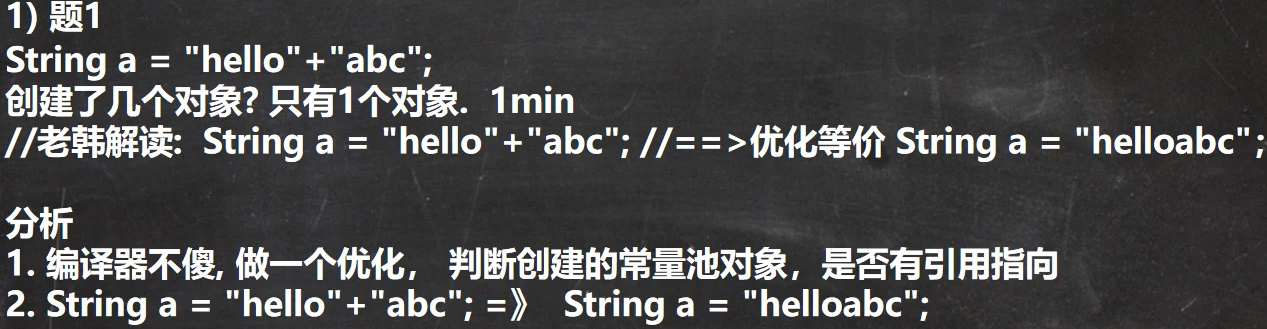 1) 题1
String a = "hello"+"abc";
创建了几个对象? 只有1个对象.  1min
//老韩解读:  String a = "hello"+"abc"; //==>优化等价 String a = "helloabc";
分析
1. 编译器不傻, 做一个优化， 判断创建的常量池对象，是否有引用指向
2. String a = "hello"+"abc"; =》  String a = "helloabc";